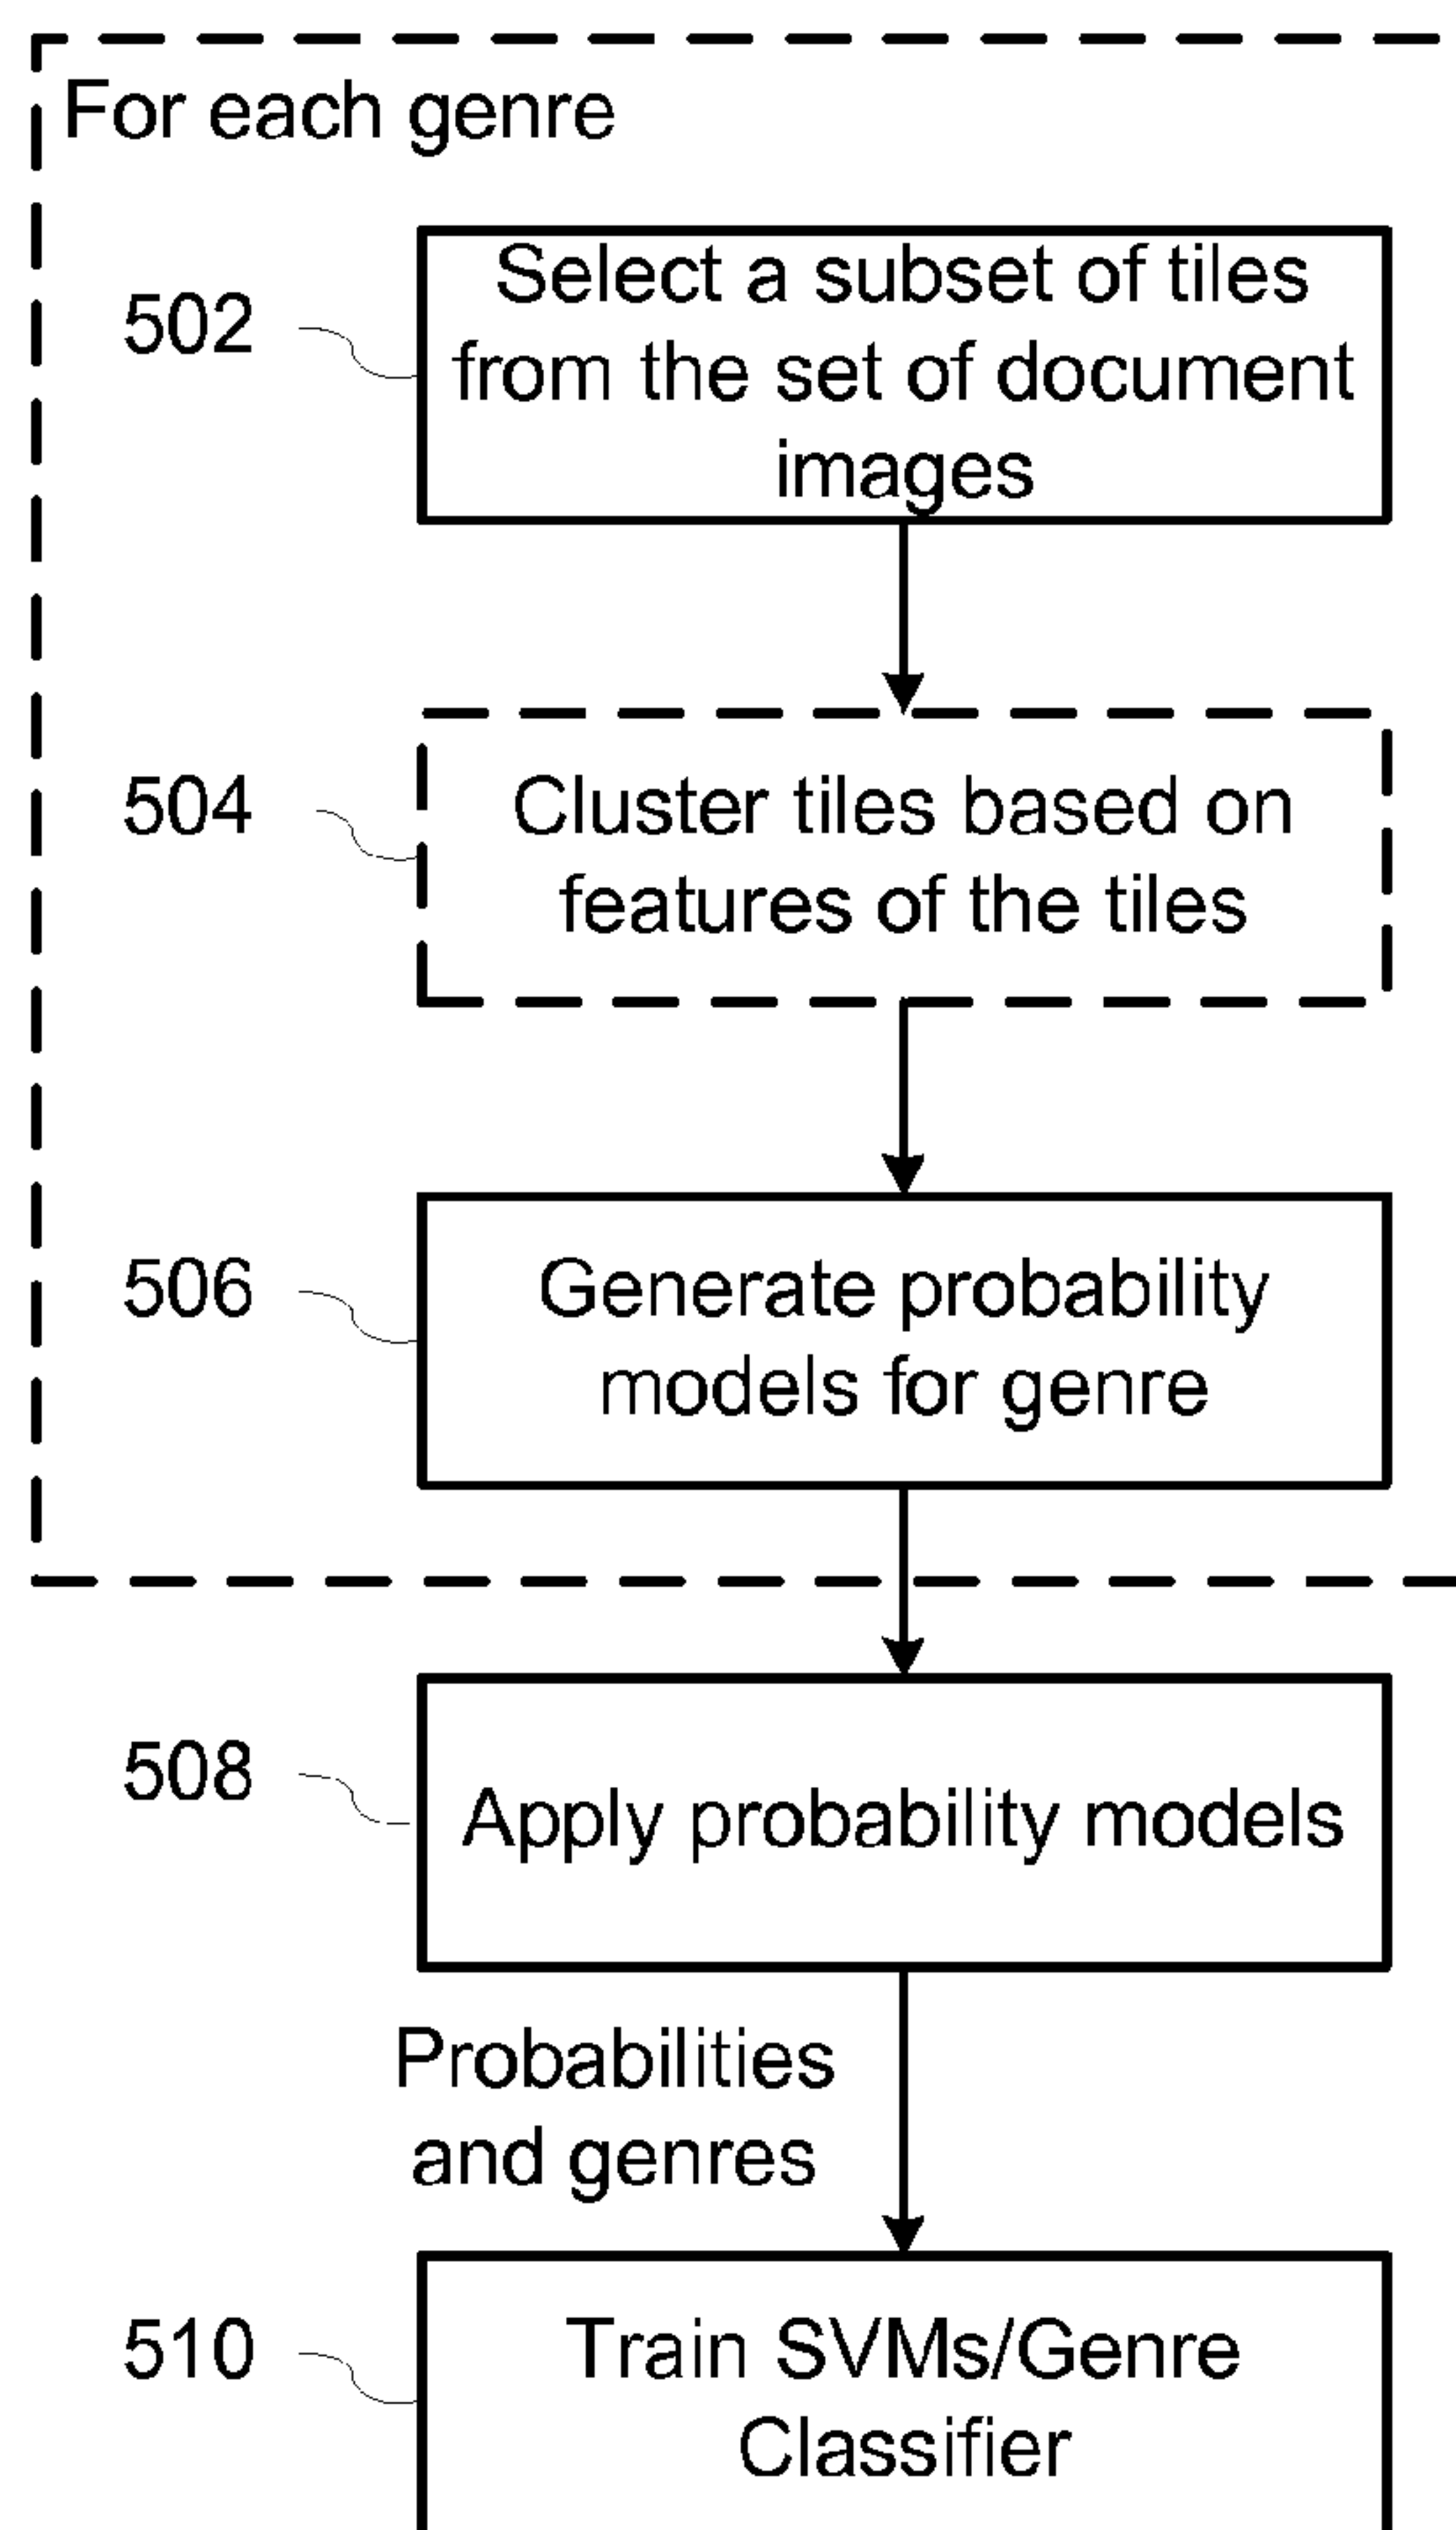 For each genre
502
Select a subset of tiles
from the set of document
images
504
Cluster tiles based on
features of the tiles
506
Generate probability
models for genre
508
Apply probability models
Probabilities
and genres
510
Train SVMs/Genre
Classifier